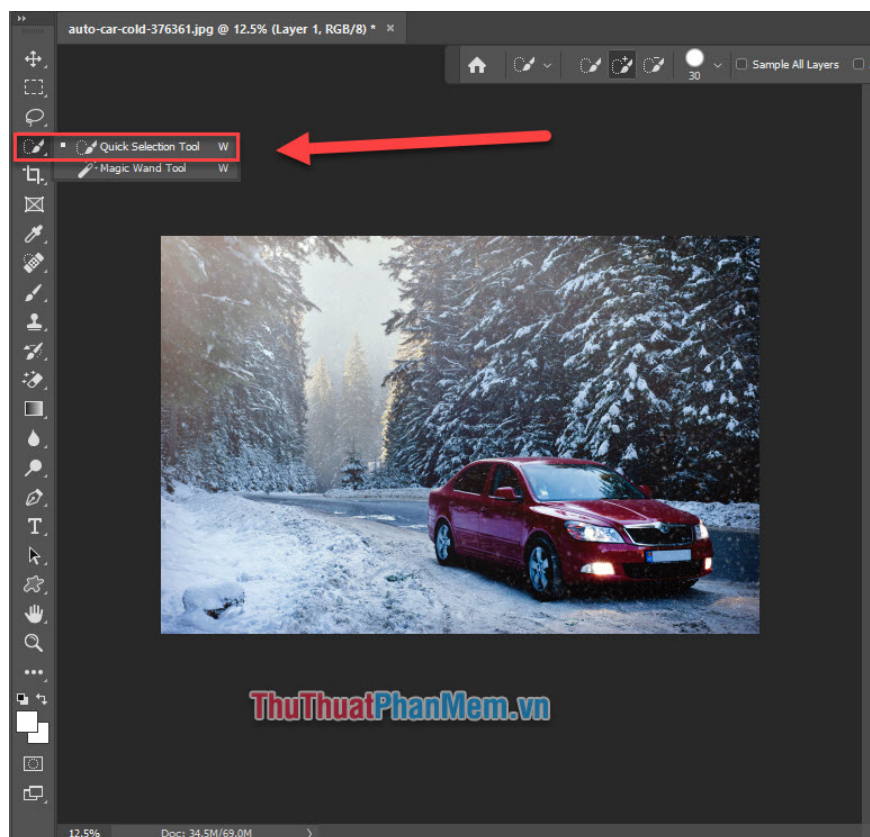 auto-car-cold-376361.jpg @ 12.5% (Layer 1, RGB/8) * ×
30
Sample All Layers
Quick Selection Tool W
Magic Wand Tool W
T
ThuThuatPhanMem.vn
12.5% Doc: 34.5M/69.0M